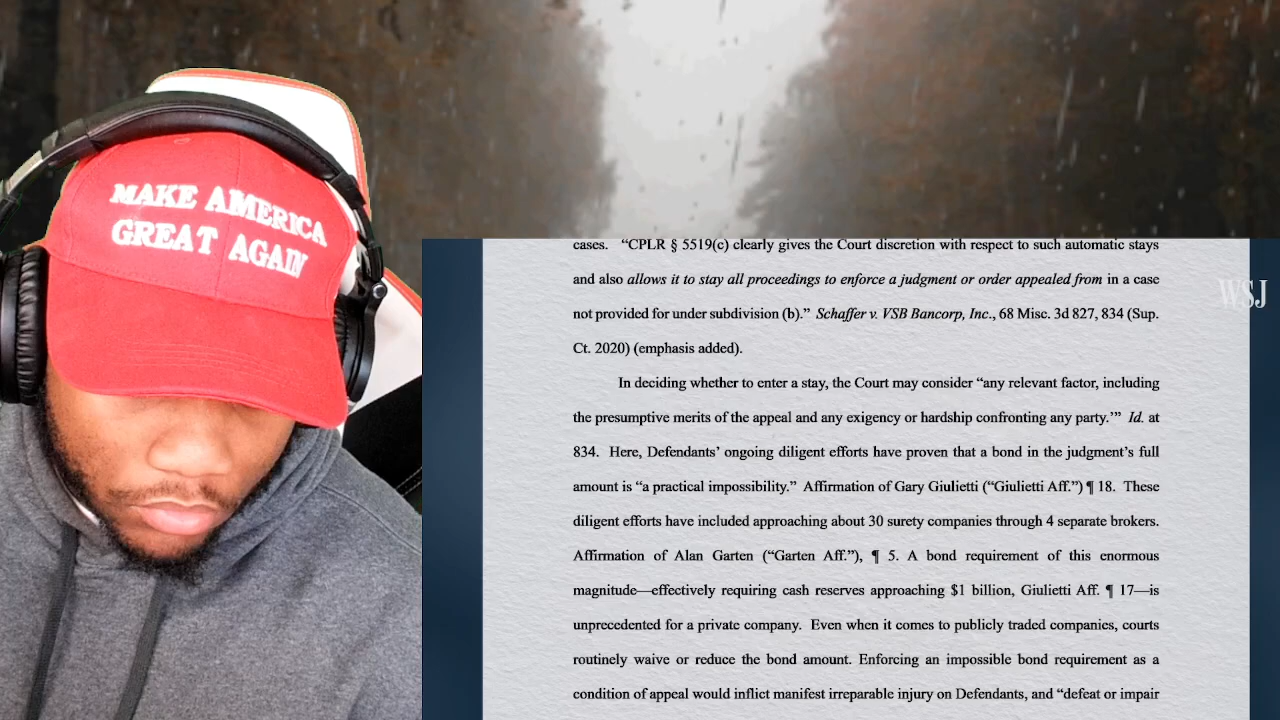 MAKE AMERICA
GREAT AGAIN
cases. “CPLR § 5519(c) clearly gives the Court discretion with respect to such automatic stays
and also allows it to stay all proceedings to enforce a judgment or order appealed from in a case
WSJ
not provided for under subdivision (b).” Schaffer v. VSB Bancorp, Inc., 68 Misc. 3d 827, 834 (Sup.
Ct. 2020) (emphasis added).
In deciding whether to enter a stay, the Court may consider “any relevant factor, including
the presumptive merits of the appeal and any exigency or hardship confronting any party.’” Id. at
834. Here, Defendants’ ongoing diligent efforts have proven that a bond in the judgment’s full
amount is “a practical impossibility.” Affirmation of Gary Giulietti (“Giulietti Aff.”) ¶ 18. These
diligent efforts have included approaching about 30 surety companies through 4 separate brokers.
Affirmation of Alan Garten (“Garten Aff.”), ¶ 5. A bond requirement of this enormous
magnitude—effectively requiring cash reserves approaching $1 billion, Giulietti Aff. ¶ 17—is
unprecedented for a private company. Even when it comes to publicly traded companies, courts
routinely waive or reduce the bond amount. Enforcing an impossible bond requirement as a
condition of appeal would inflict manifest irreparable injury on Defendants, and “defeat or impair